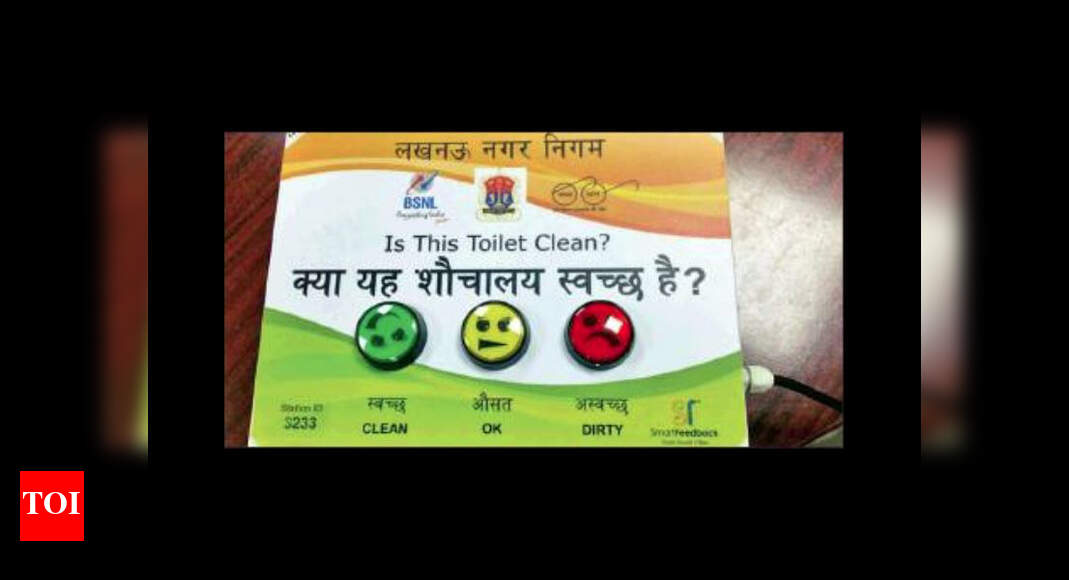 लखनऊ नगर निगम
BSNL
Is This Toilet Clean?
क्या यह शौचालय स्वच्छ है?
स्वच्छ औसत अस्वच्छ
CLEAN OK DIRTY
Station ID
S233
SmartFeedback
TOI